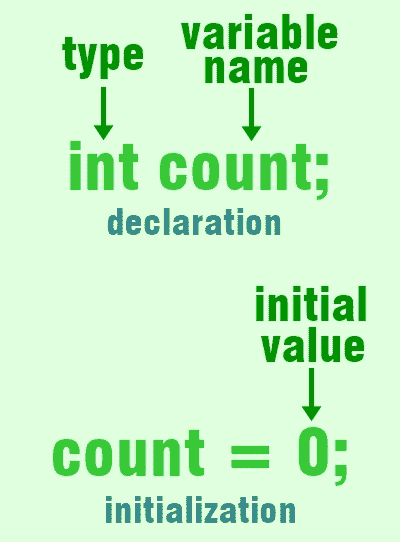 type
variable
name
int count;
declaration
initial
value
count = 0;
initialization